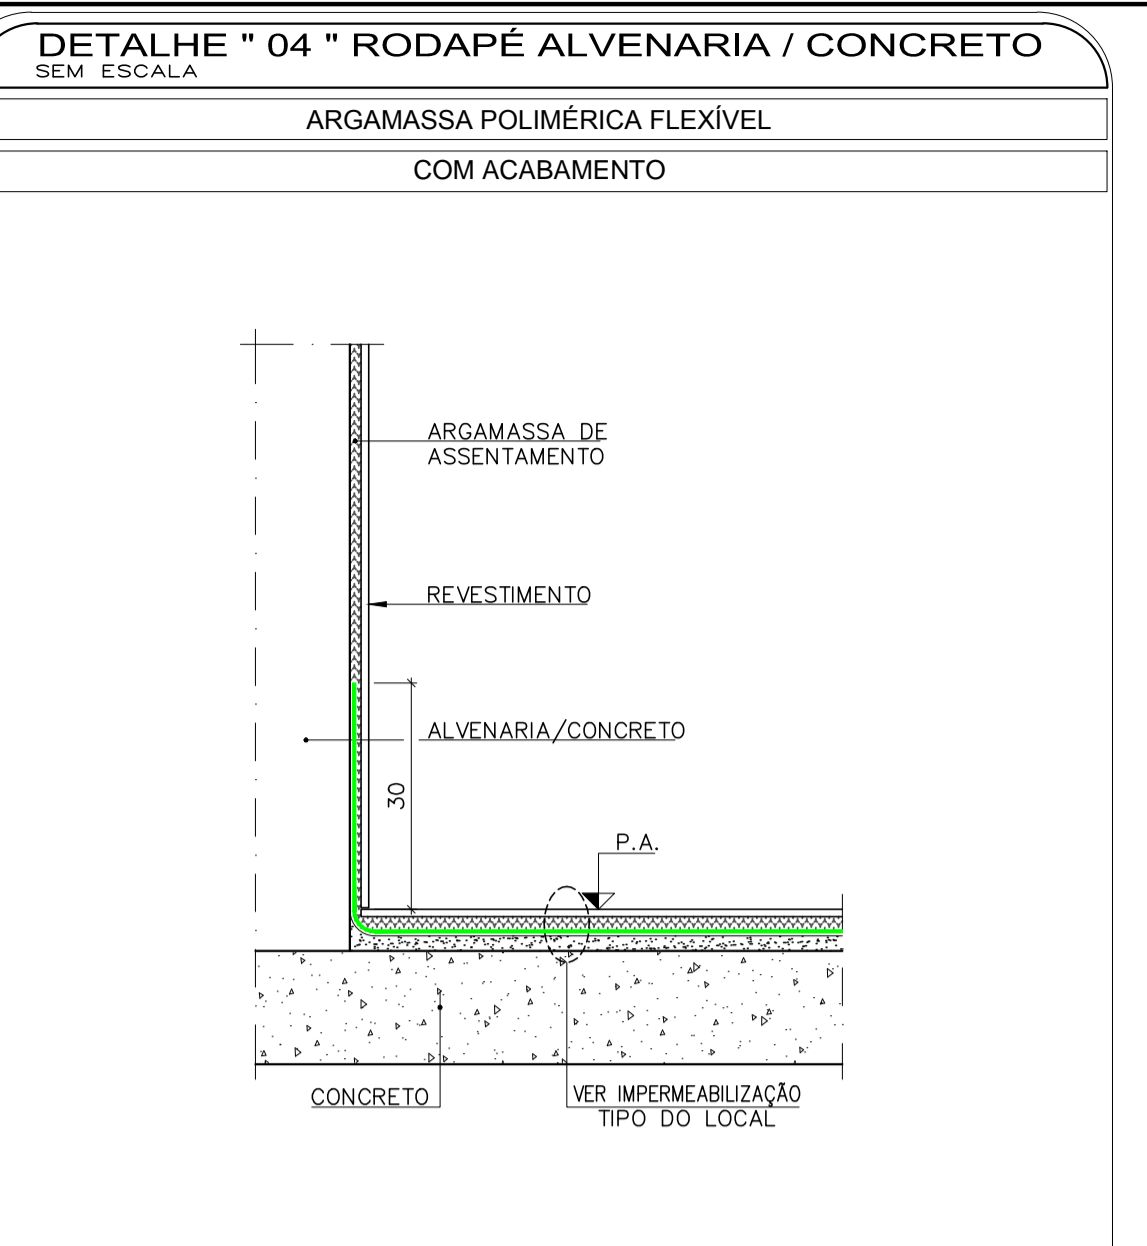 DETALHE " 04 " RODAPÉ ALVENARIA / CONCRETO
SEM ESCALA
ARGAMASSA POLIMÉRICA FLEXÍVEL
COM ACABAMENTO
ARGAMASSA DE
ASSENTAMENTO
REVESTIMENTO
ALVENARIA/CONCRETO
30
P.A.
CONCRETO
VER IMPERMEABILIZAÇÃO
TIPO DO LOCAL